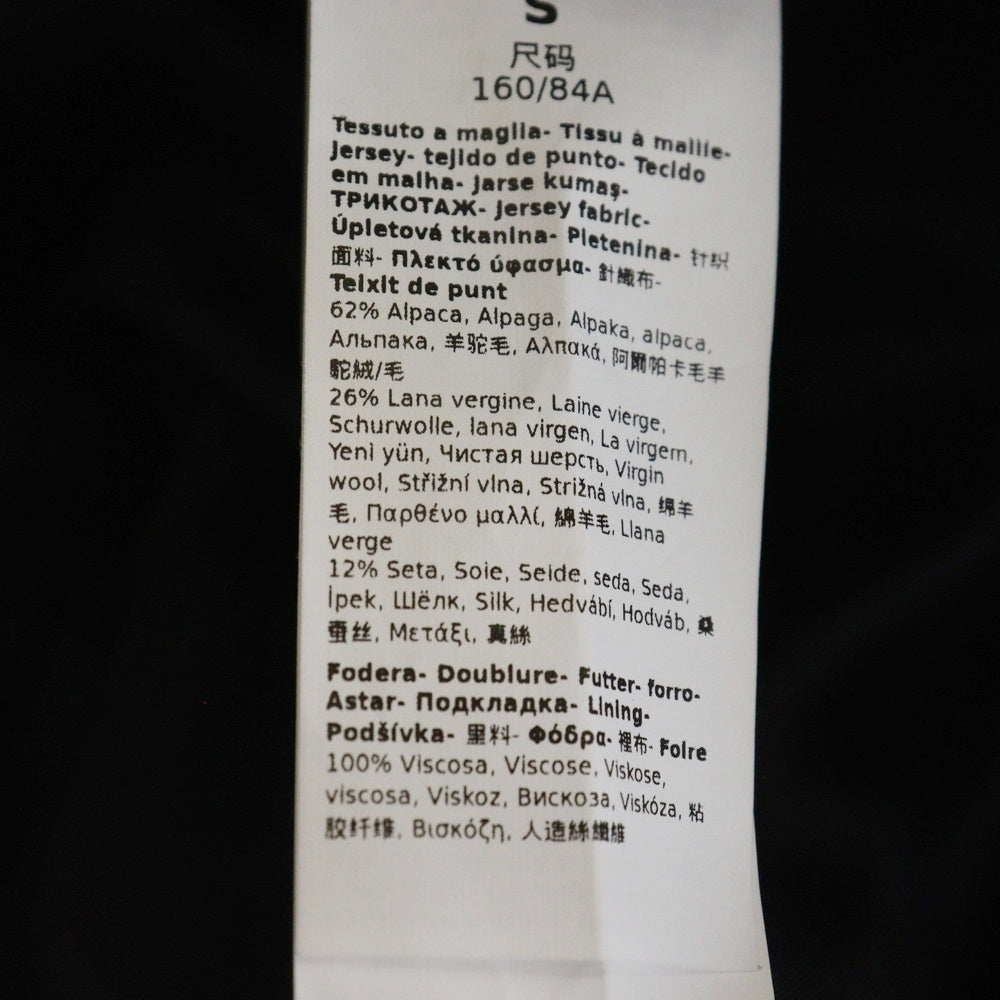 S
尺码
160/84A
Tessuto a maglia- Tissu à maille-
Jersey- tejido de punto- Tecido
em malha- Jarse kumaş-
ТРИКОТАЖ- Jersey fabric-
Úpletová tkanina- Pletenina- 针织
面料- Πλεκτό ύφασμα- 針織布-
Teixit de punt
62% Alpaca, Alpaga, Alpaka, alpaca,
Альпака, 羊驼毛, Αλπακά, 阿爾帕卡毛羊
駝絨/毛
26% Lana vergine, Laine vierge,
Schurwolle, lana virgen, La virgem,
Yeni yün, Чистая шерсть, Virgin
wool, Střižní vlna, Strižná vlna, 绵羊
毛, Παρθένο μαλλί, 綿羊毛, Llana
verge
12% Seta, Soie, Seide, seda, Seda,
İpek, Шёлк, Silk, Hedvábí, Hodváb, 桑
蚕丝, Μετάξι, 真絲
Fodera- Doublure- Futter- forro-
Astar- Подкладка- Lining-
Podšívka- 里料- Φόδρα- 裡布- Folre
100% Viscosa, Viscose, Viskose,
viscosa, Viskoz, Вискоза, Viskóza, 粘
胶纤维, Βισκόζη, 人造絲纖維